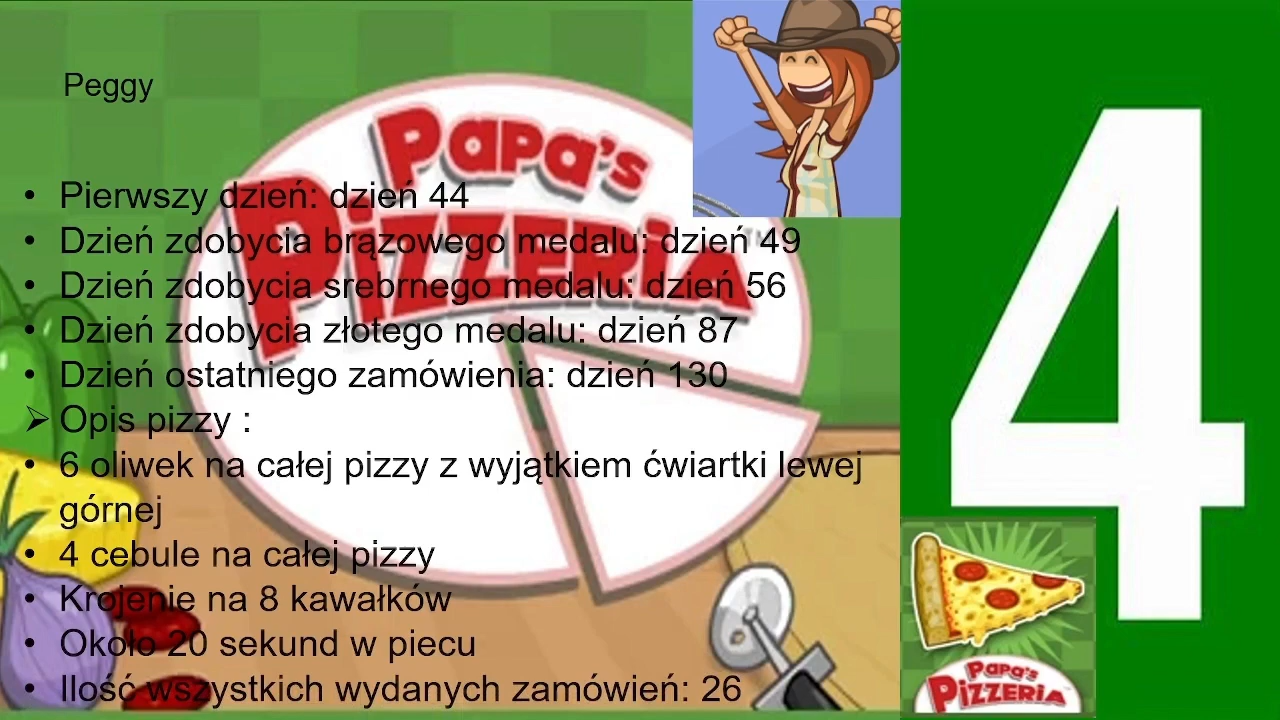 Peggy
Papa's
Pizzeria
• Pierwszy dzień: dzień 44
• Dzień zdobycia brązowego medalu: dzień 49
• Dzień zdobycia srebrnego medalu: dzień 56
• Dzień zdobycia złotego medalu: dzień 87
• Dzień ostatniego zamówienia: dzień 130
➢ Opis pizzy :
• 6 oliwek na całej pizzy z wyjątkiem ćwiartki lewej
górnej
• 4 cebule na całej pizzy
• Krojenie na 8 kawałków
• Około 20 sekund w piecu
• Ilość wszystkich wydanych zamówień: 26
4
Papa's
Pizzeria